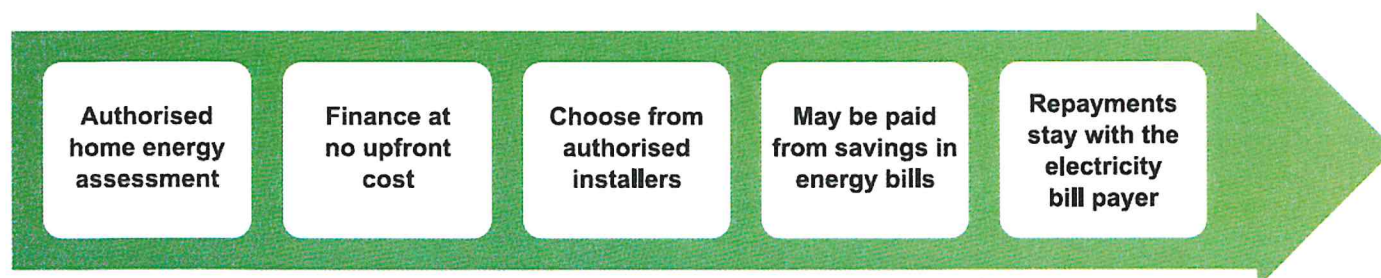 Authorised
home energy
assessment
Finance at
no upfront
cost
Choose from
authorised
installers
May be paid
from savings in
energy bills
Repayments
stay with the
electricity
bill payer